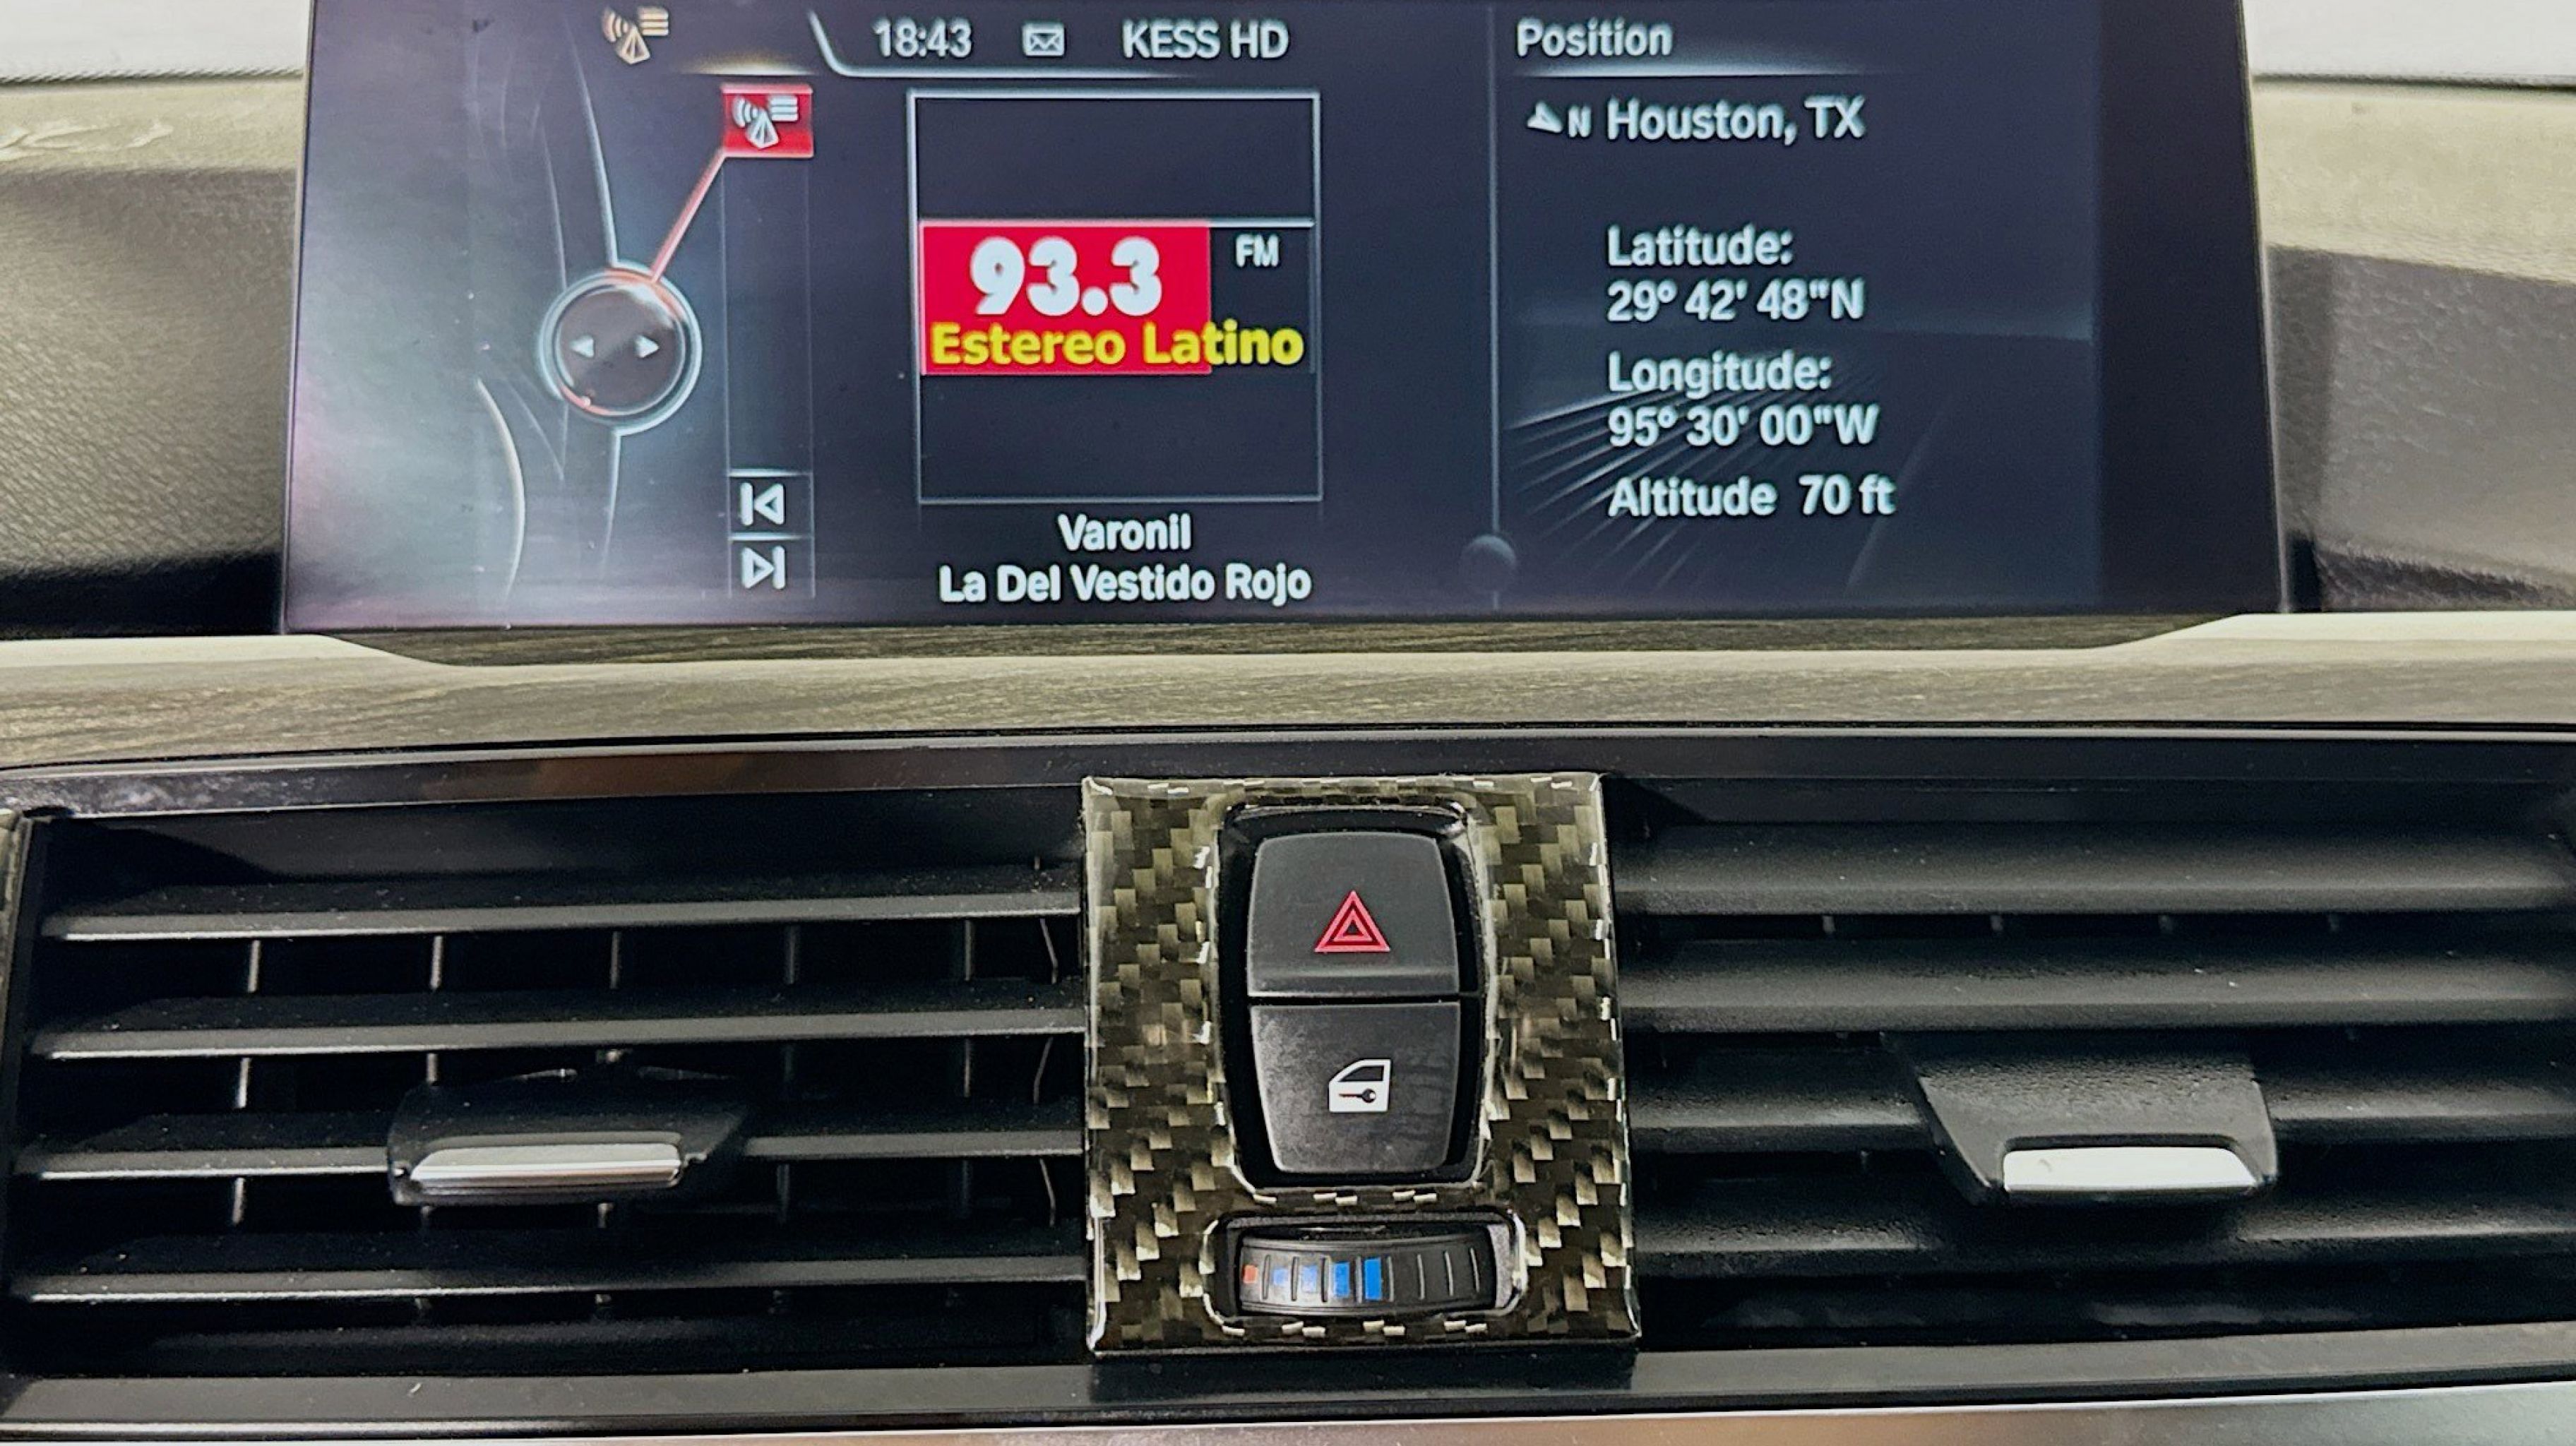 18:43 KESS HD
93.3 FM
Estereo Latino
Varonil
La Del Vestido Rojo
Position
N Houston, TX
Latitude:
29° 42' 48"N
Longitude:
95° 30' 00"W
Altitude 70 ft